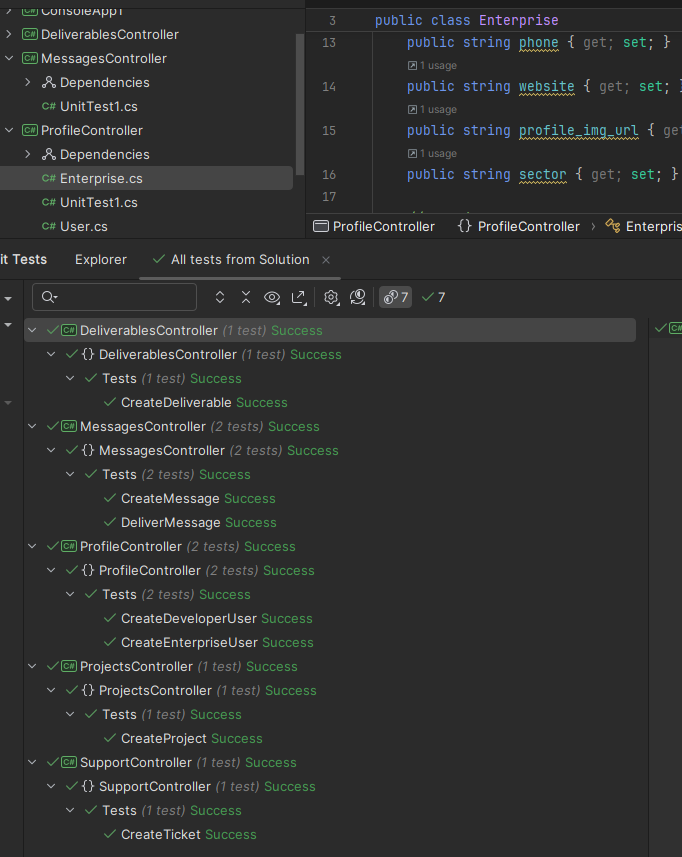 ConsoleApp1
C# DeliverablesController
C# MessagesController
Dependencies
C# UnitTest1.cs
C# ProfileController
Dependencies
C# Enterprise.cs
C# UnitTest1.cs
C# User.cs
3 public class Enterprise
13 public string phone { get; set; }
1 usage
14 public string website { get; set; }
1 usage
15 public string profile_img_url { get
1 usage
16 public string sector { get; set; }
17
ProfileController {} ProfileController › Enterpris
it Tests Explorer All tests from Solution ×
7 7
C# DeliverablesController (1 test) Success
{} DeliverablesController (1 test) Success
Tests (1 test) Success
CreateDeliverable Success
C# MessagesController (2 tests) Success
{} MessagesController (2 tests) Success
Tests (2 tests) Success
CreateMessage Success
DeliverMessage Success
C# ProfileController (2 tests) Success
{} ProfileController (2 tests) Success
Tests (2 tests) Success
CreateDeveloperUser Success
CreateEnterpriseUser Success
C# ProjectsController (1 test) Success
{} ProjectsController (1 test) Success
Tests (1 test) Success
CreateProject Success
C# SupportController (1 test) Success
{} SupportController (1 test) Success
Tests (1 test) Success
CreateTicket Success